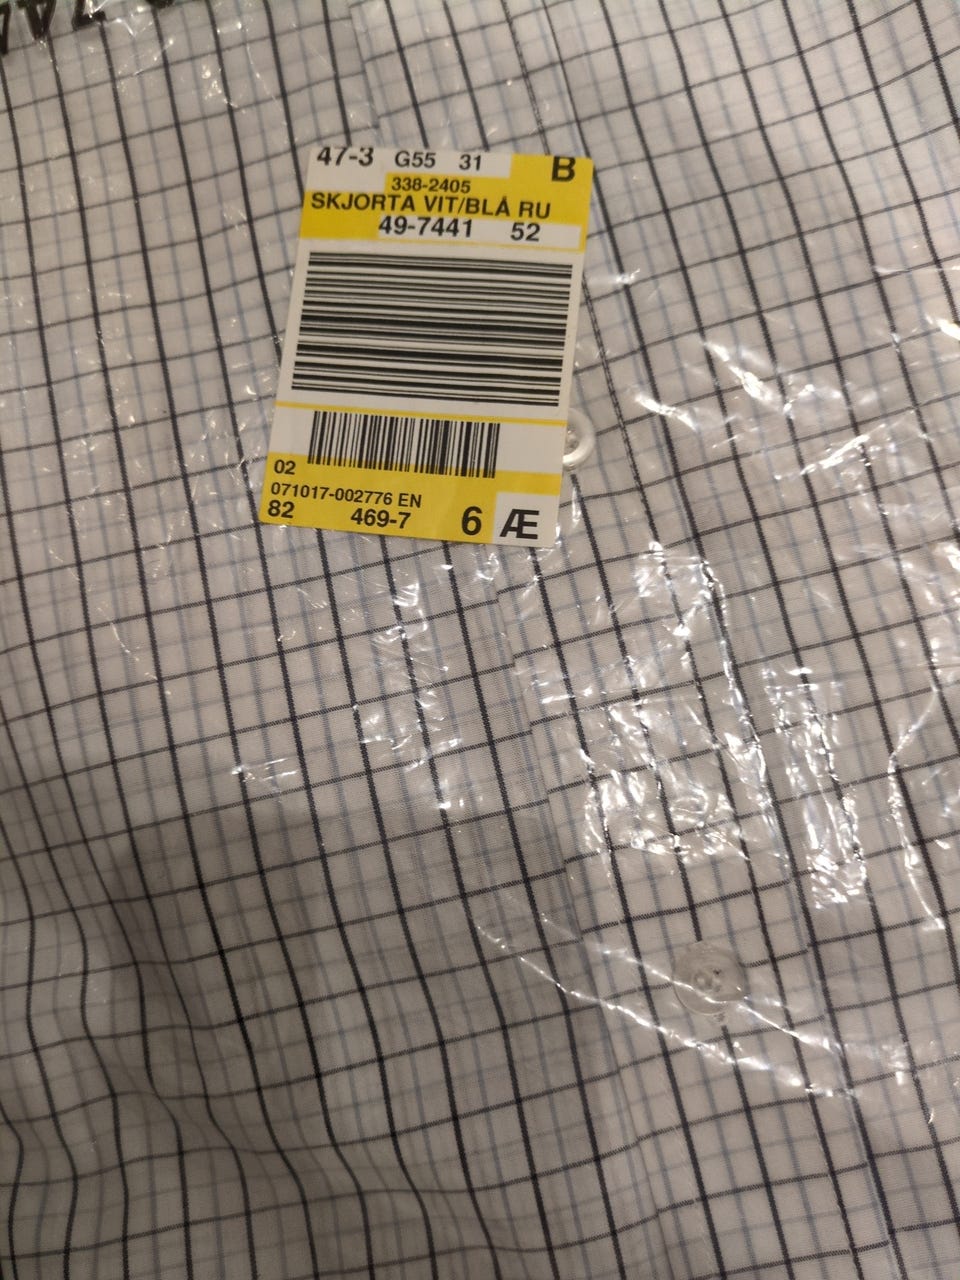 47-3 G55 31 B
338-2405
SKJORTA VIT/BLÅ RU
49-7441 52
02
071017-002776 EN
82 469-7 6 Æ